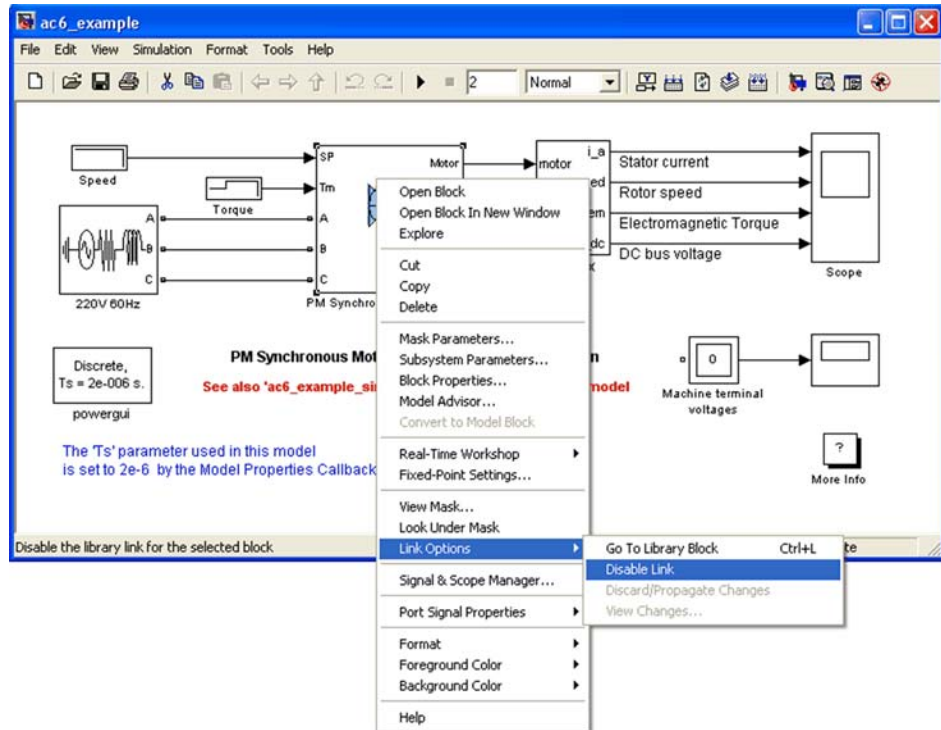 ac6_example
File Edit View Simulation Format Tools Help
2 Normal
Speed
Torque
SP
Tm
A
B
C
Motor
motor
i_a
ed
em
dc
x
Stator current
Rotor speed
Electromagnetic Torque
DC bus voltage
Scope
A
B
C
220V 60Hz
PM Synchro
Discrete,
Ts = 2e-006 s.
powergui
PM Synchronous Mot
n
See also 'ac6_example_si
model
0
Machine terminal
voltages
?
More Info
The 'Ts' parameter used in this model
is set to 2e-6 by the Model Properties Callback
Open Block
Open Block In New Window
Explore
Cut
Copy
Delete
Mask Parameters...
Subsystem Parameters...
Block Properties...
Model Advisor...
Convert to Model Block
Real-Time Workshop
Fixed-Point Settings...
View Mask...
Look Under Mask
Link Options
Signal & Scope Manager...
Port Signal Properties
Format
Foreground Color
Background Color
Help
Go To Library Block Ctrl+L
Disable Link
Discard/Propagate Changes
View Changes...
Disable the library link for the selected block
te